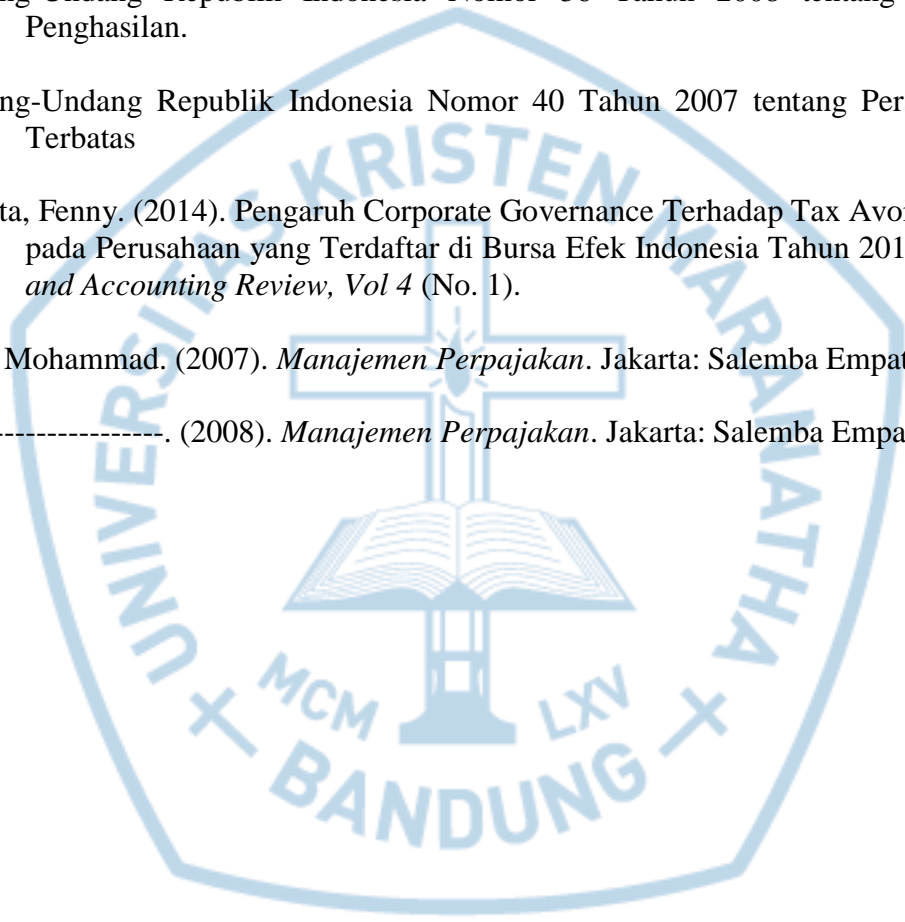 ng-Undang Republik Indonesia Nomor 36 Tahun 2008 tentang
Penghasilan.
ng-Undang Republik Indonesia Nomor 40 Tahun 2007 tentang Per
Terbatas
ta, Fenny. (2014). Pengaruh Corporate Governance Terhadap Tax Avoi
pada Perusahaan yang Terdaftar di Bursa Efek Indonesia Tahun 201
and Accounting Review, Vol 4 (No. 1).
Mohammad. (2007). Manajemen Perpajakan. Jakarta: Salemba Empat
----------------. (2008). Manajemen Perpajakan. Jakarta: Salemba Empa
UNIVERSITAS KRISTEN MARANATHA
MCM LXV
BANDUNG